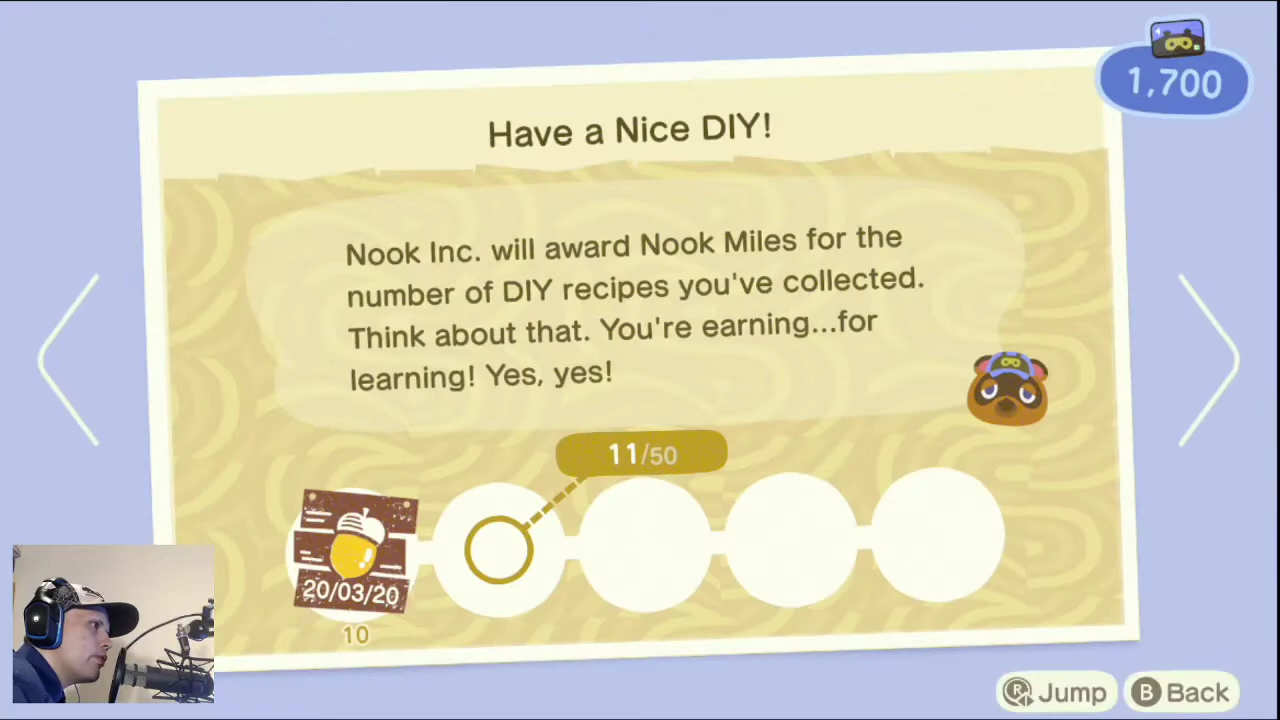 1,700
Have a Nice DIY!
Nook Inc. will award Nook Miles for the
number of DIY recipes you've collected.
Think about that. You're earning...for
learning! Yes, yes!
11/50
20/03/20
10
R Jump
B Back